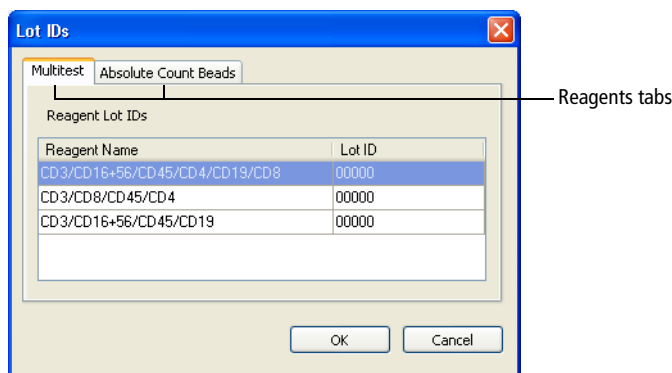 Lot IDs
Multitest Absolute Count Beads
Reagents tabs
Reagent Lot IDs
Reagent Name Lot ID
CD3/CD16+56/CD45/CD4/CD19/CD8 00000
CD3/CD8/CD45/CD4 00000
CD3/CD16+56/CD45/CD19 00000
OK Cancel